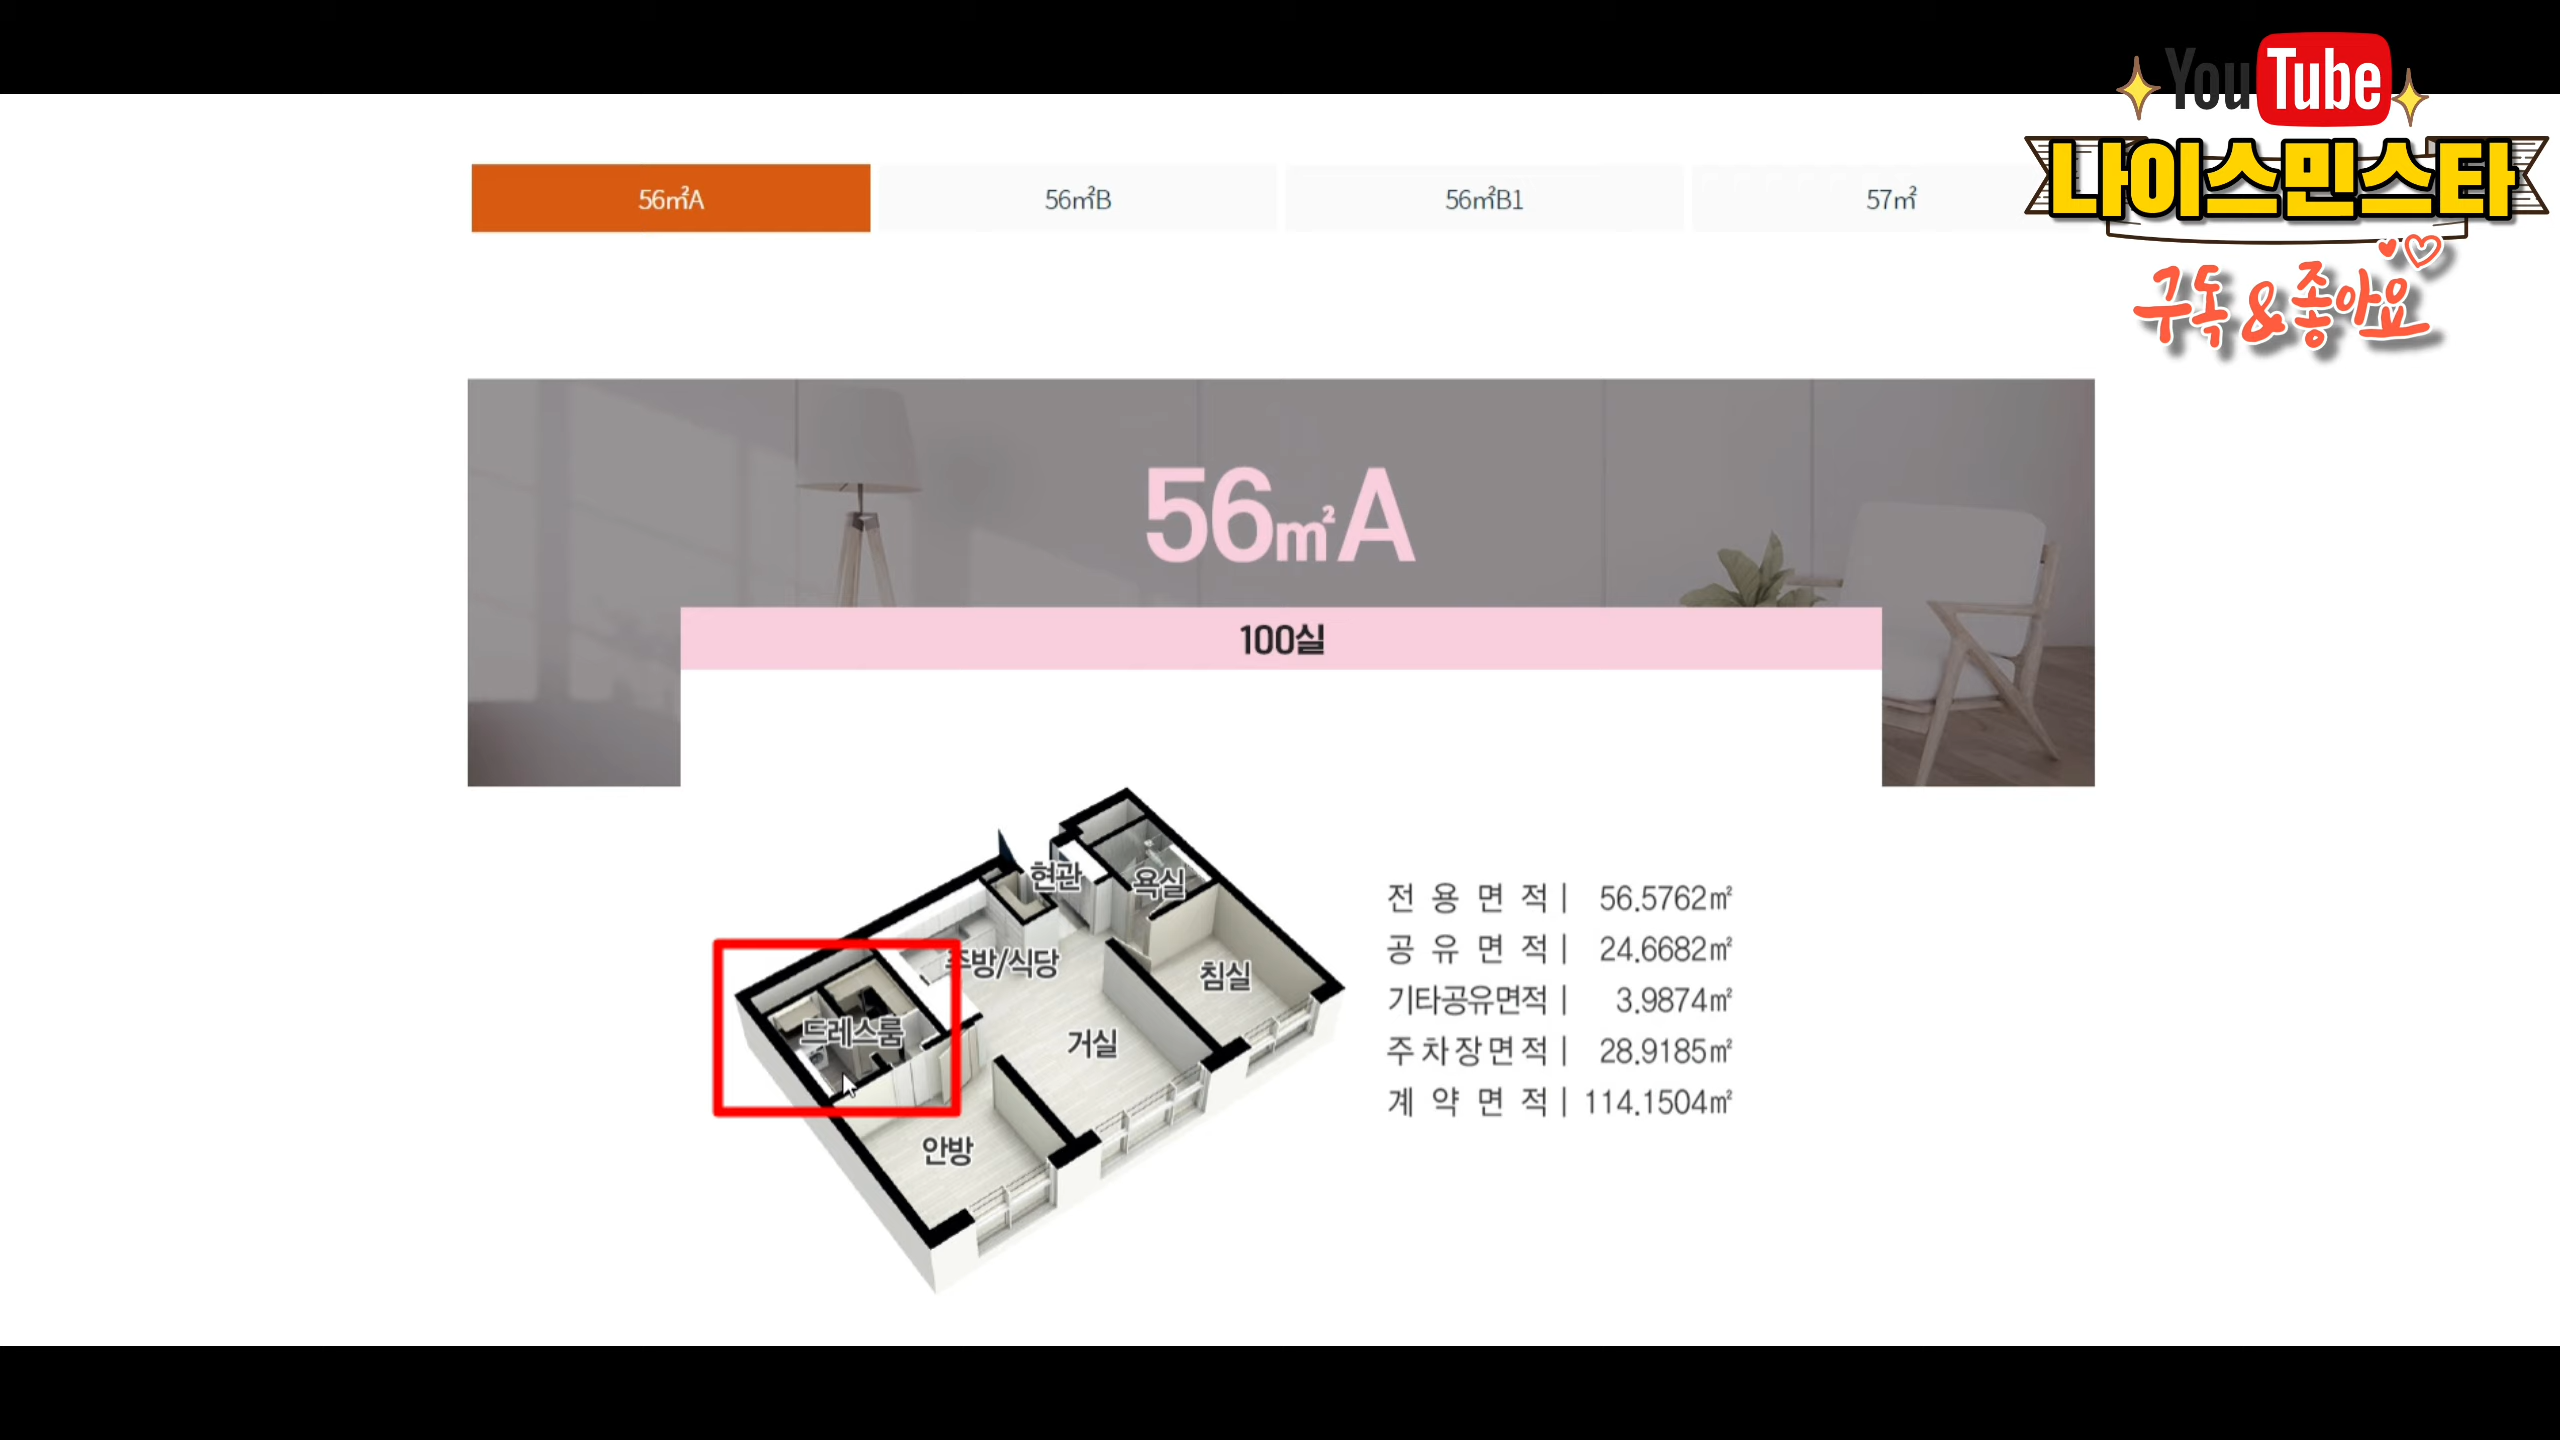 YouTube
나이스민스타
구독&좋아요
56㎡A
56㎡B
56㎡B1
57㎡
56㎡A
100실
현관
욕실
주방/식당
침실
드레스룸
거실
안방
전용면적| 56.5762㎡
공유면적| 24.6682㎡
기타공유면적| 3.9874㎡
주차장면적| 28.9185㎡
계약면적| 114.1504㎡